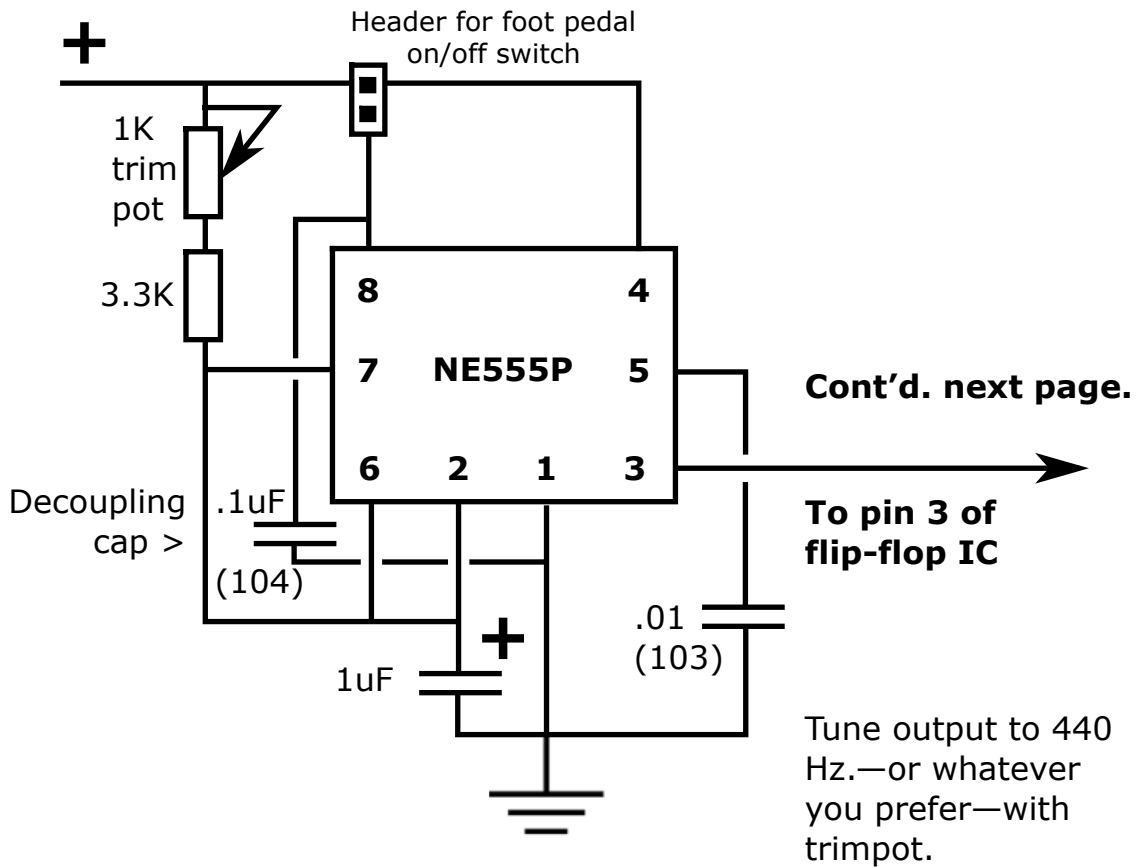 Header for foot pedal
on/off switch
+
1K
trim
pot
3.3K
8
4
7
NE555P
5
6
2
1
3
Cont’d. next page.
Decoupling
cap >
.1uF
(104)
To pin 3 of
flip-flop IC
+
1uF
.01
(103)
Tune output to 440
Hz.—or whatever
you prefer—with
trimpot.